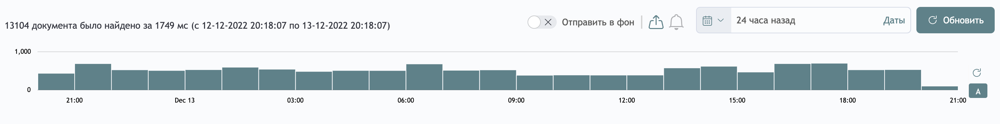 13104 документа было найдено за 1749 мс (с 12-12-2022 20:18:07 по 13-12-2022 20:18:07)
Отправить в фон
24 часа назад
Даты
Обновить
1,000
0
A
21:00 Dec 13 03:00 06:00 09:00 12:00 15:00 18:00 21:00